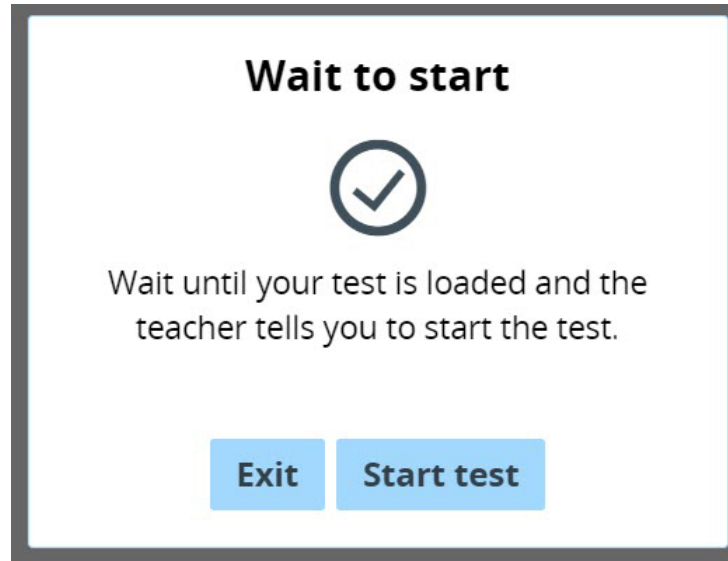 Wait to start
Wait until your test is loaded and the
teacher tells you to start the test.
Exit
Start test